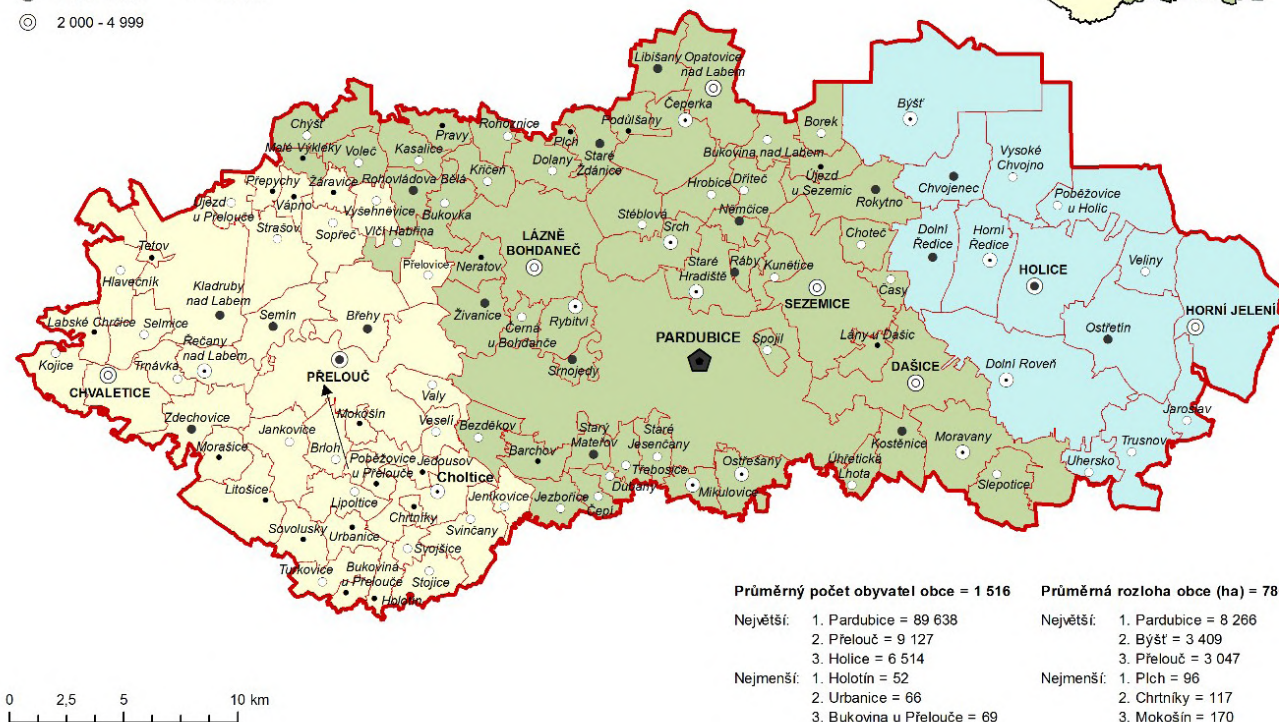 2 000 - 4 999
Libišany
Opatovice
nad Labem
Čeperka
Býšť
Borek
Chýšť
Malé Výkleky
Voleč
Kasalice
Pravy
Rohoznice
Plch
Podůlšany
Dolany
Staré
Ždánice
Bukovina nad Labem
Újezd
u Sezemic
Vysoké
Chvojno
Přepychy
Vápno
Žáravice
Rohovládova Bělá
Křičeň
Hrobice
Dříteč
Němčice
Rokytno
Chvojenec
Poběžovice
u Holic
Újezd
u Přelouče
Strašov
Sopřeč
Vyšehněvice
Bukovka
Vlčí Habřina
Stéblová
Srch
Choteč
Dolní
Ředice
Horní
Ředice
Tetov
Hlavečník
Přelovice
Neratov
LÁZNĚ
BOHDANEČ
Staré
Hradiště
Ráby
Kunětice
SEZEMICE
Časy
HOLICE
Veliny
Kladruby
nad Labem
Semín
Břehy
Živanice
Černá
u Bohdanče
Rybitví
HORNÍ JELENÍ
Labské Chrčice
Selmice
Řečany
nad Labem
Srnojedy
PARDUBICE
Spojil
Lány u Dašic
Ostřetín
Kojice
CHVALETICE
Trnávka
PŘELOUČ
DAŠICE
Dolní Roveň
Zdechovice
Morašice
Jankovice
Mokošín
Valy
Veselí
Bezděkov
Brloh
Poběžovice
u Přelouče
Jedousov
Choltice
Barchov
Starý
Mateřov
Staré
Jesenčany
Kostěnice
Moravany
Jaroslav
Trusnov
Uhersko
Litošice
Lipoltice
Chrtníky
Jeníkovice
Jezbořice
Čepí
Dubany
Třebosice
Mikulovice
Ostřešany
Úhřetická
Lhota
Slepotice
Sovolusky
Urbanice
Svinčany
Svojšice
Turkovice
Bukovina
u Přelouče
Stojice
Holotín
Průměrný počet obyvatel obce = 1 516
Největší: 1. Pardubice = 89 638
2. Přelouč = 9 127
3. Holice = 6 514
Nejmenší: 1. Holotín = 52
2. Urbanice = 66
3. Bukovina u Přelouče = 69
Průměrná rozloha obce (ha) = 78
Největší: 1. Pardubice = 8 266
2. Býšť = 3 409
3. Přelouč = 3 047
Nejmenší: 1. Plch = 96
2. Chrtníky = 117
3. Mokošín = 170
0 2,5 5 10 km